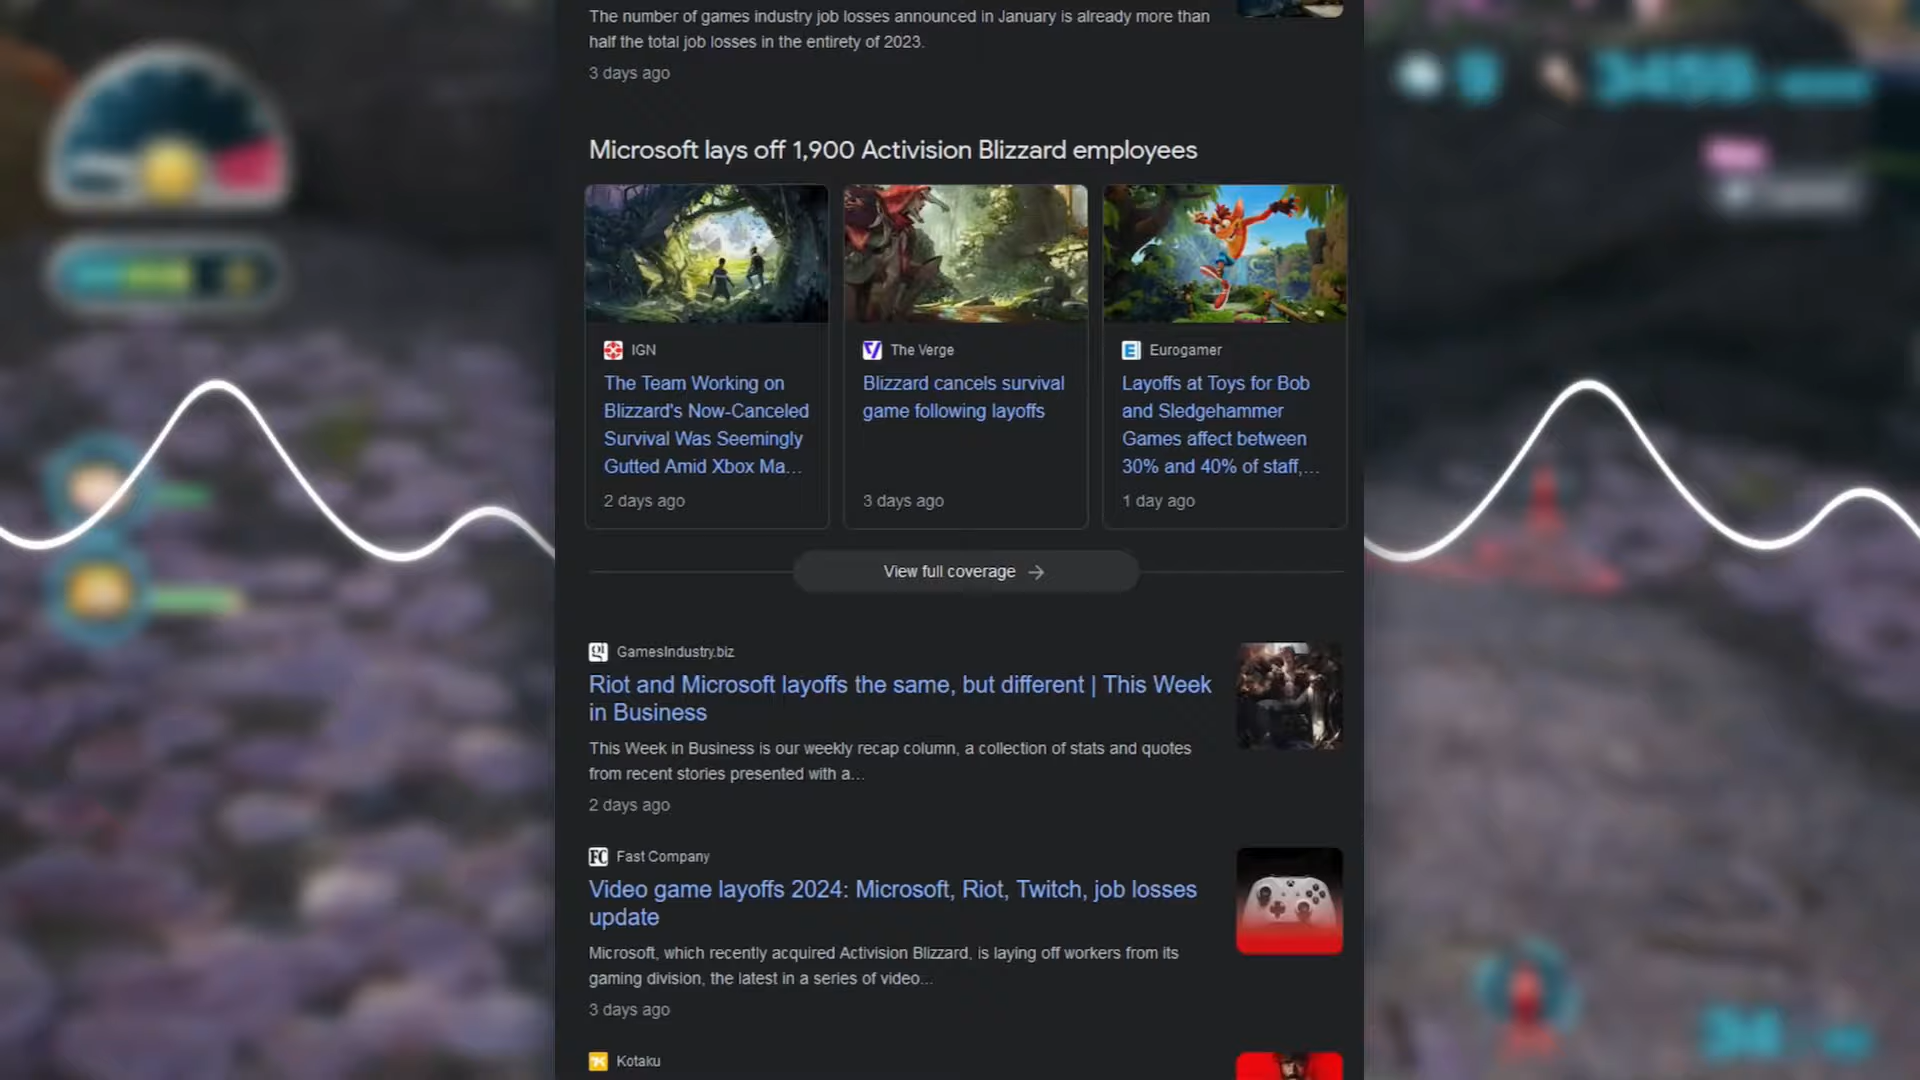 The number of games industry job losses announced in January is already more than
half the total job losses in the entirety of 2023.
3 days ago
Microsoft lays off 1,900 Activision Blizzard employees
IGN
The Team Working on
Blizzard's Now-Canceled
Survival Was Seemingly
Gutted Amid Xbox Ma...
2 days ago
The Verge
Blizzard cancels survival
game following layoffs
3 days ago
Eurogamer
Layoffs at Toys for Bob
and Sledgehammer
Games affect between
30% and 40% of staff,...
1 day ago
View full coverage →
GamesIndustry.biz
Riot and Microsoft layoffs the same, but different | This Week
in Business
This Week in Business is our weekly recap column, a collection of stats and quotes
from recent stories presented with a...
2 days ago
FC Fast Company
Video game layoffs 2024: Microsoft, Riot, Twitch, job losses
update
Microsoft, which recently acquired Activision Blizzard, is laying off workers from its
gaming division, the latest in a series of video...
3 days ago
Kotaku
9
3459
34